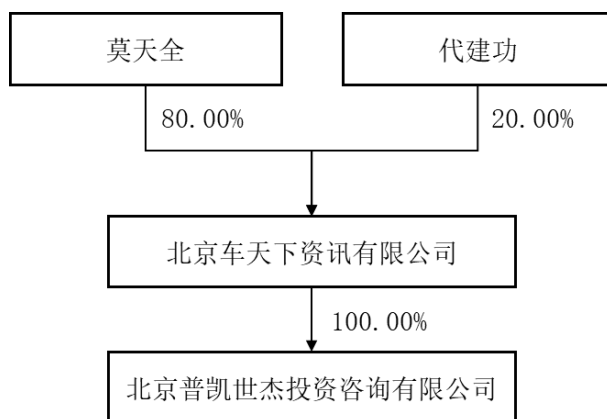 莫天全
代建功
80.00%
20.00%
北京车天下资讯有限公司
100.00%
北京普凯世杰投资咨询有限公司